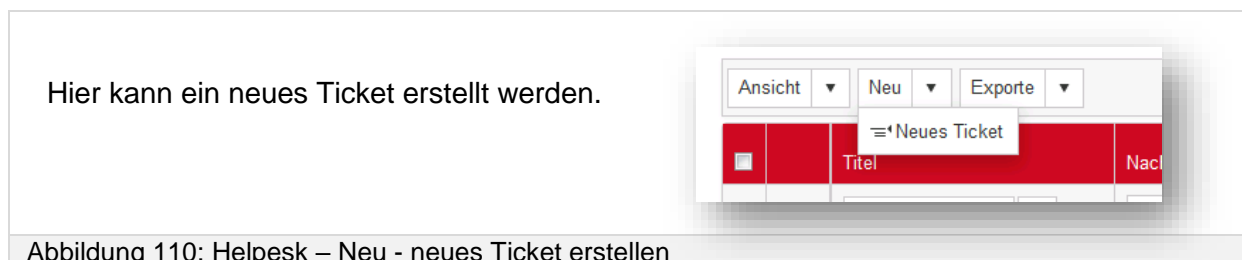 Hier kann ein neues Ticket erstellt werden.
Ansicht ▼ Neu ▼ Exporte ▼
Neues Ticket
Titel
Abbildung 110: Helpesk – Neu - neues Ticket erstellen